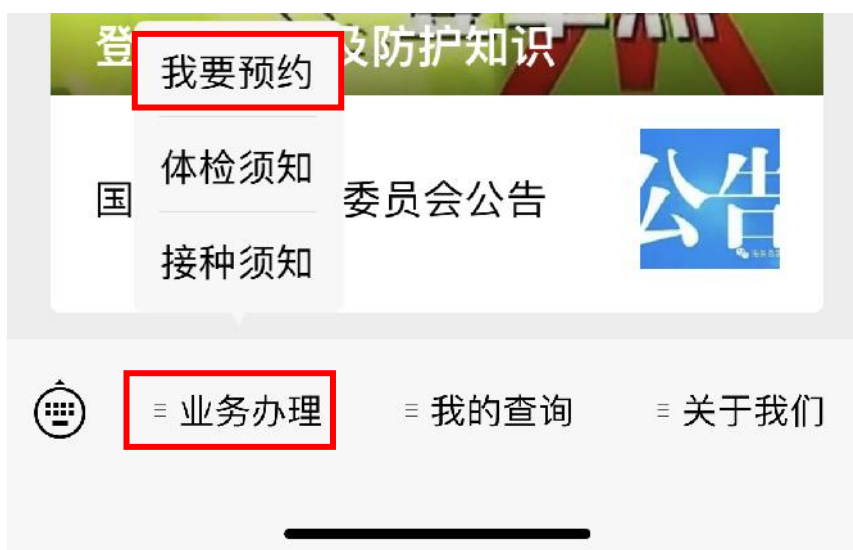 登
及防护知识
我要预约
体检须知
国
委员会公告
公告
接种须知
业务办理
我的查询
关于我们